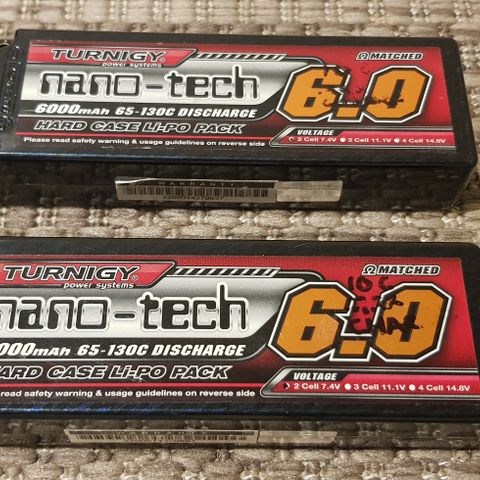 TURNIGY
power systems
Ω MATCHED
nano-tech
6.0
6000mAh 65-130C DISCHARGE
HARD CASE Li-PO PACK
VOLTAGE
Please read safety warning & usage guidelines on reverse side
2 Cell 7.4V 3 Cell 11.1V 4 Cell 14.8V
WARRANTY
TURNIGY
power systems
Ω MATCHED
nano-tech
6.0
10C
MAX
000mAh 65-130C DISCHARGE
HARD CASE Li-PO PACK
VOLTAGE
read safety warning & usage guidelines on reverse side
2 Cell 7.4V 3 Cell 11.1V 4 Cell 14.8V